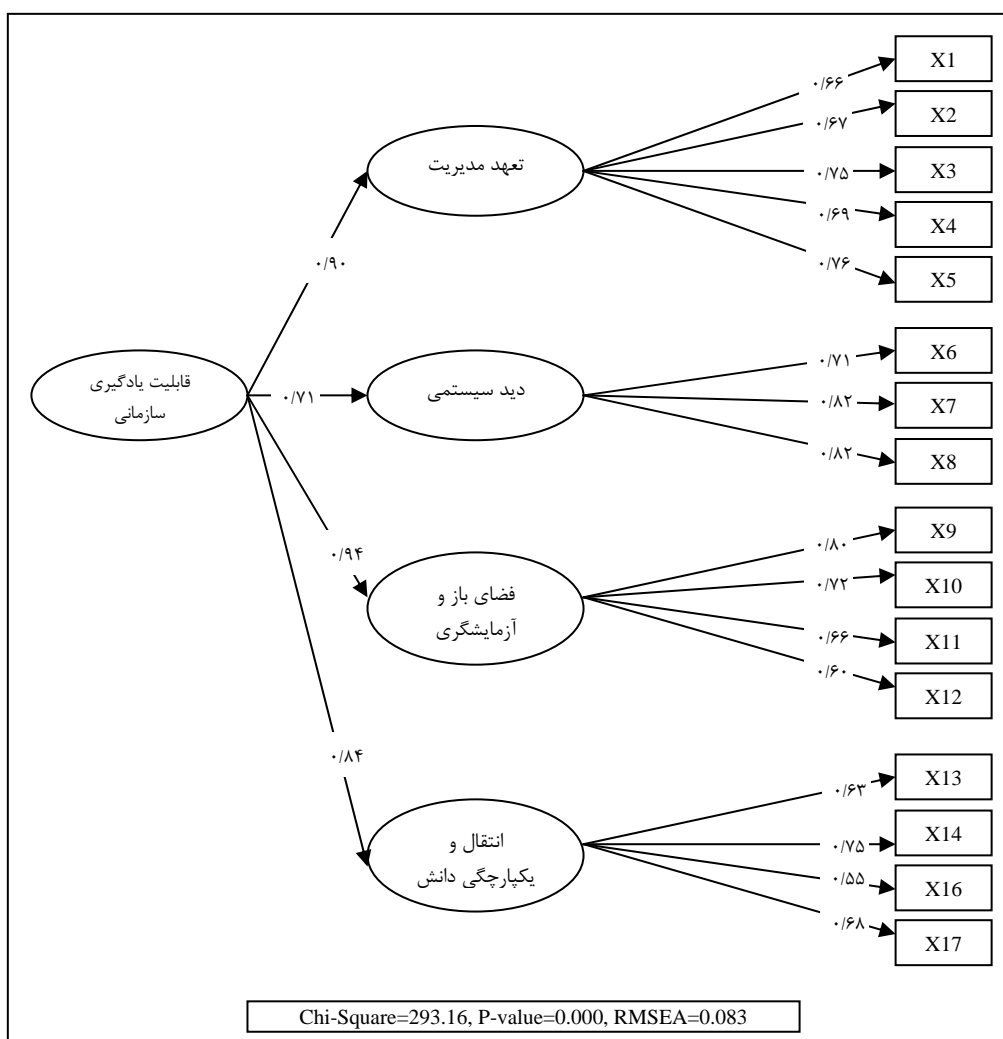 X1
۰/۶۶
X2
۰/۶۷
تعهد مدیریت
X3
۰/۷۵
X4
۰/۶۹
X5
۰/۷۶
۰/۹۰
X6
۰/۷۱
قابلیت یادگیری
سازمانی
۰/۷۱
دید سیستمی
X7
۰/۸۲
X8
۰/۸۲
X9
۰/۸۰
۰/۹۴
فضای باز و
آزمایشگری
X10
۰/۷۲
X11
۰/۶۶
X12
۰/۶۰
۰/۸۴
X13
۰/۶۳
انتقال و
یکپارچگی دانش
X14
۰/۷۵
X16
۰/۵۵
X17
۰/۶۸
Chi-Square=293.16, P-value=0.000, RMSEA=0.083